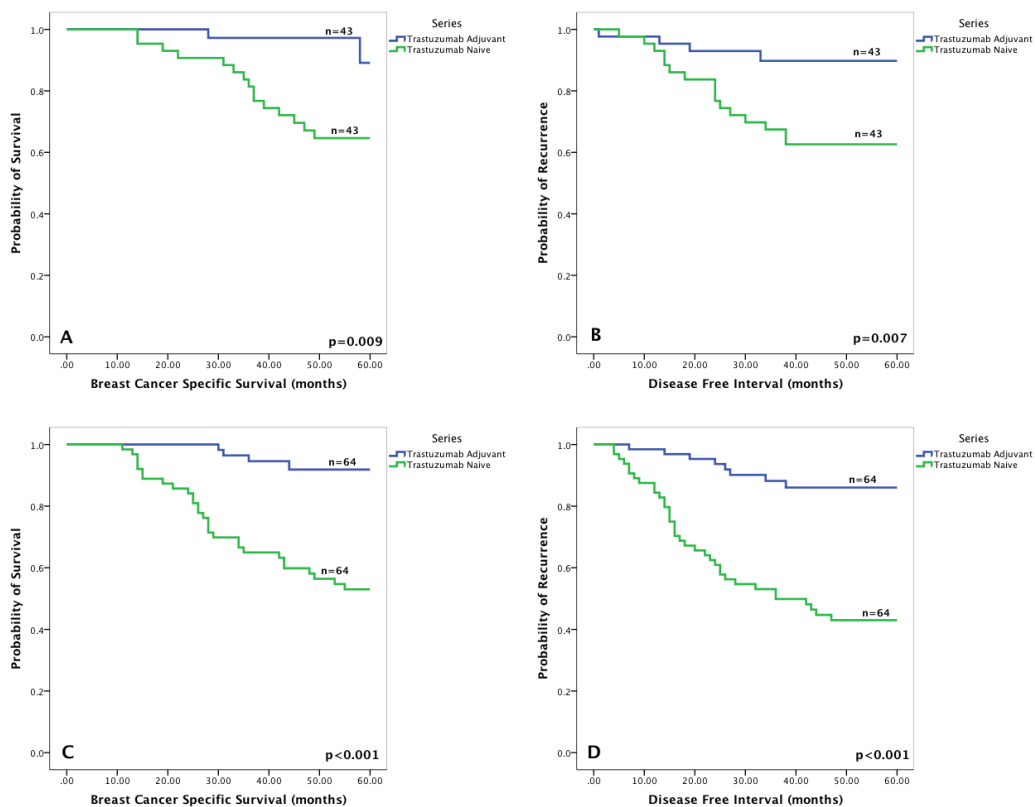 Series
Trastuzumab Adjuvant
Trastuzumab Naive
Probability of Survival
1.0
0.8
0.6
0.4
0.2
0.0
n=43
n=43
A
p=0.009
.00 10.00 20.00 30.00 40.00 50.00 60.00
Breast Cancer Specific Survival (months)
Series
Trastuzumab Adjuvant
Trastuzumab Naive
Probability of Recurrence
1.0
0.8
0.6
0.4
0.2
0.0
n=43
n=43
B
p=0.007
.00 10.00 20.00 30.00 40.00 50.00 60.00
Disease Free Interval (months)
Series
Trastuzumab Adjuvant
Trastuzumab Naive
Probability of Survival
1.0
0.8
0.6
0.4
0.2
0.0
n=64
n=64
C
p<0.001
.00 10.00 20.00 30.00 40.00 50.00 60.00
Breast Cancer Specific Survival (months)
Series
Trastuzumab Adjuvant
Trastuzumab Naive
Probability of Recurrence
1.0
0.8
0.6
0.4
0.2
0.0
n=64
n=64
D
p<0.001
.00 10.00 20.00 30.00 40.00 50.00 60.00
Disease Free Interval (months)